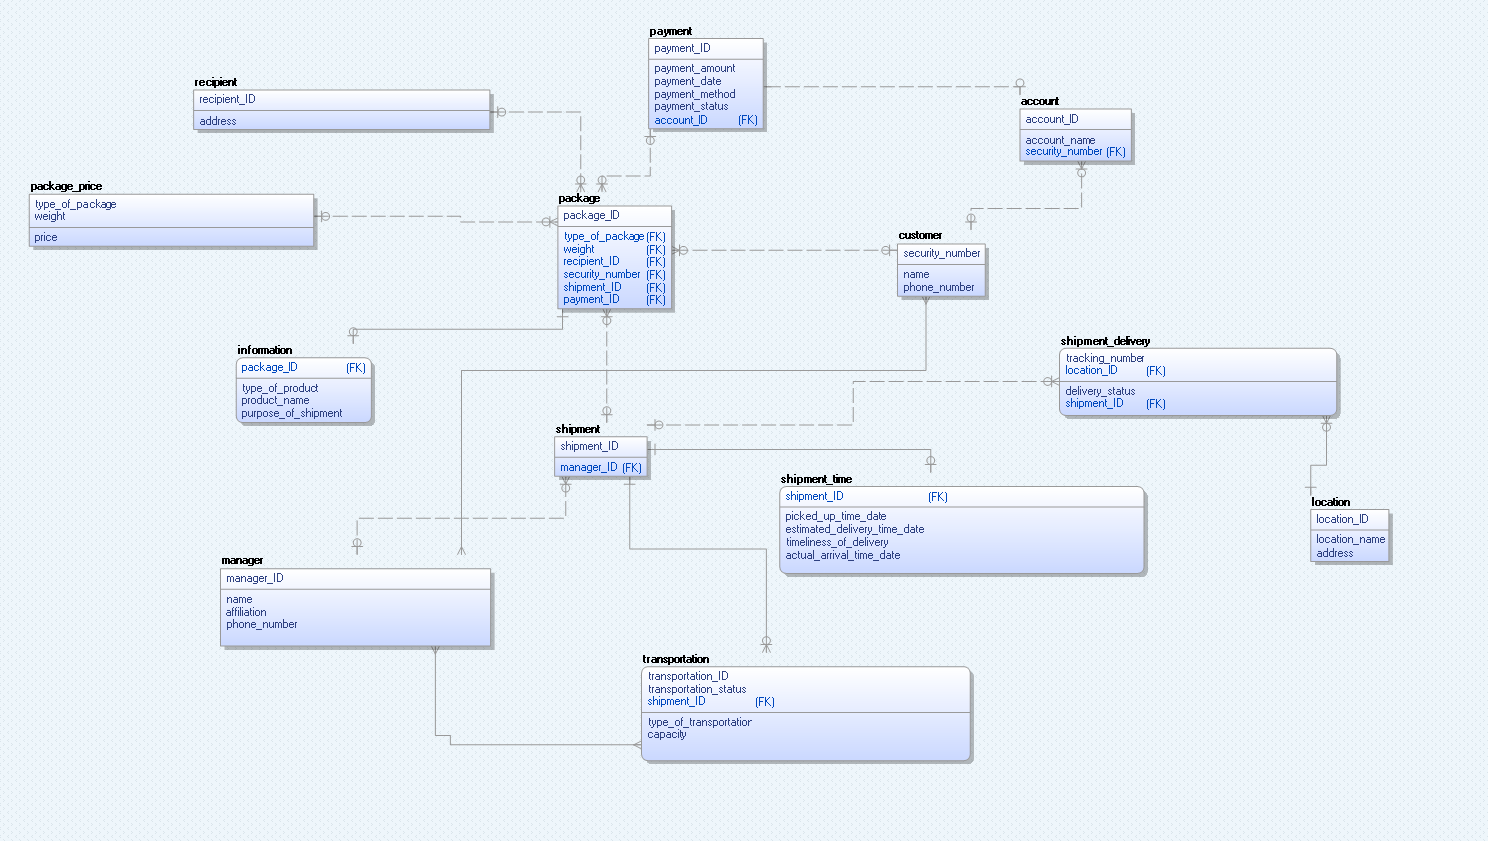 payment
payment_ID
payment_amount
payment_date
payment_method
payment_status
account_ID (FK)
recipient
recipient_ID
address
account
account_ID
account_name
security_number (FK)
package_price
type_of_package
weight
price
package
package_ID
type_of_package (FK)
weight (FK)
recipient_ID (FK)
security_number (FK)
shipment_ID (FK)
payment_ID (FK)
customer
security_number
name
phone_number
information
package_ID (FK)
type_of_product
product_name
purpose_of_shipment
shipment_delivery
tracking_number
location_ID (FK)
delivery_status
shipment_ID (FK)
shipment
shipment_ID
manager_ID (FK)
shipment_time
shipment_ID (FK)
picked_up_time_date
estimated_delivery_time_date
timeliness_of_delivery
actual_arrival_time_date
location
location_ID
location_name
address
manager
manager_ID
name
affiliation
phone_number
transportation
transportation_ID
transportation_status
shipment_ID (FK)
type_of_transportation
capacity